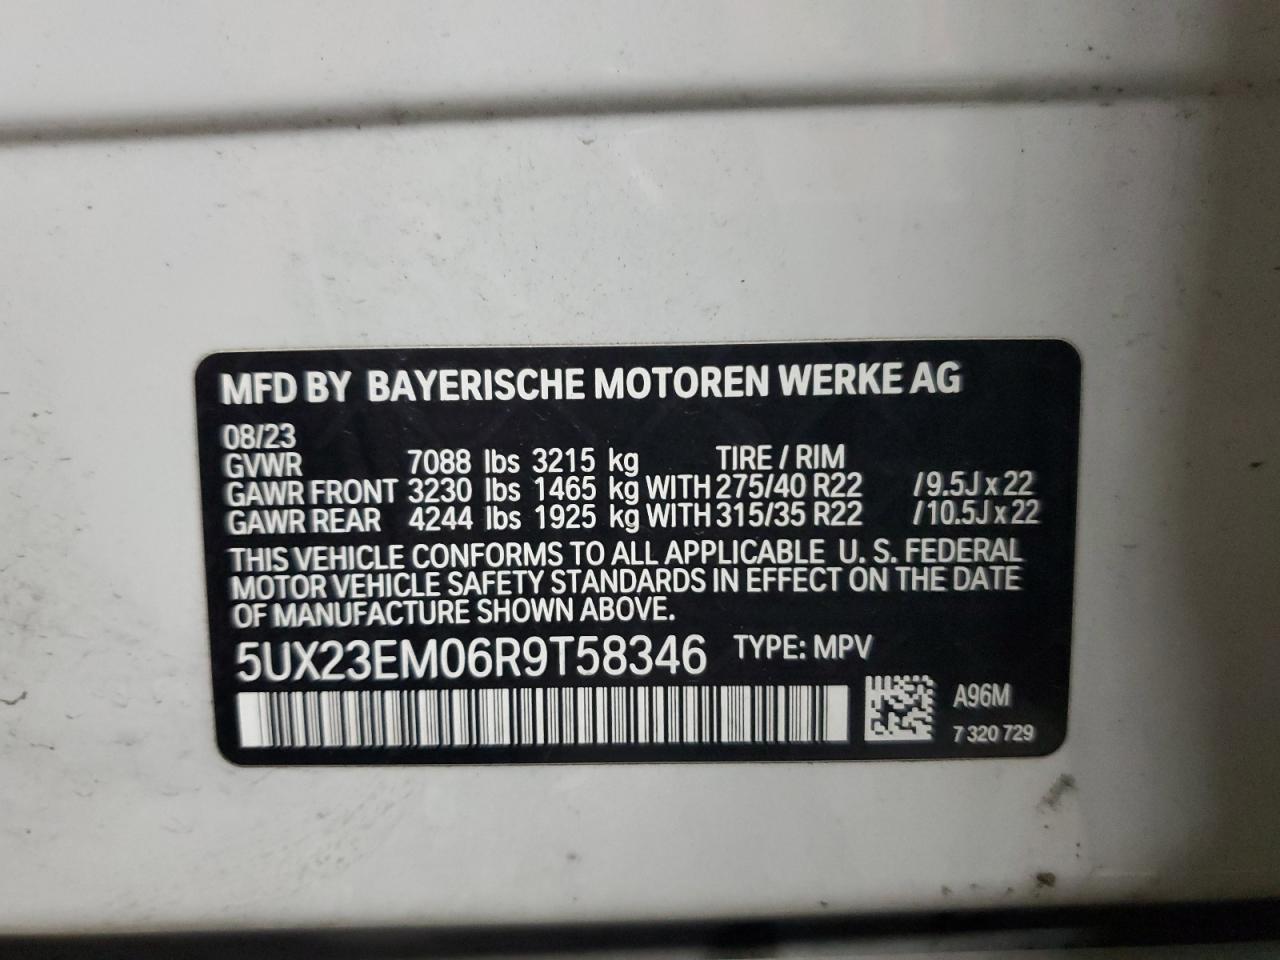 MFD BY BAYERISCHE MOTOREN WERKE AG
08/23
GVWR 7088 lbs 3215 kg TIRE / RIM
GAWR FRONT 3230 lbs 1465 kg WITH 275/40 R22 / 9.5J x 22
GAWR REAR 4244 lbs 1925 kg WITH 315/35 R22 / 10.5J x 22
THIS VEHICLE CONFORMS TO ALL APPLICABLE U. S. FEDERAL
MOTOR VEHICLE SAFETY STANDARDS IN EFFECT ON THE DATE
OF MANUFACTURE SHOWN ABOVE.
5UX23EM06R9T58346 TYPE: MPV
A96M
7 320 729